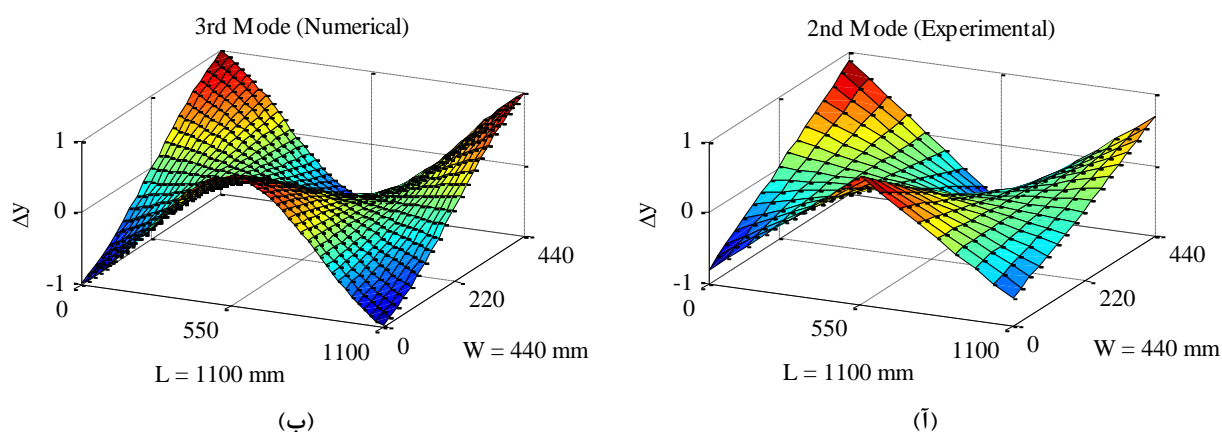 3rd Mode (Numerical)
1
0
-1
Δy
0
550
1100
L = 1100 mm
0
220
440
W = 440 mm
(ب)
2nd Mode (Experimental)
1
0
-1
Δy
0
550
1100
L = 1100 mm
0
220
440
W = 440 mm
(آ)